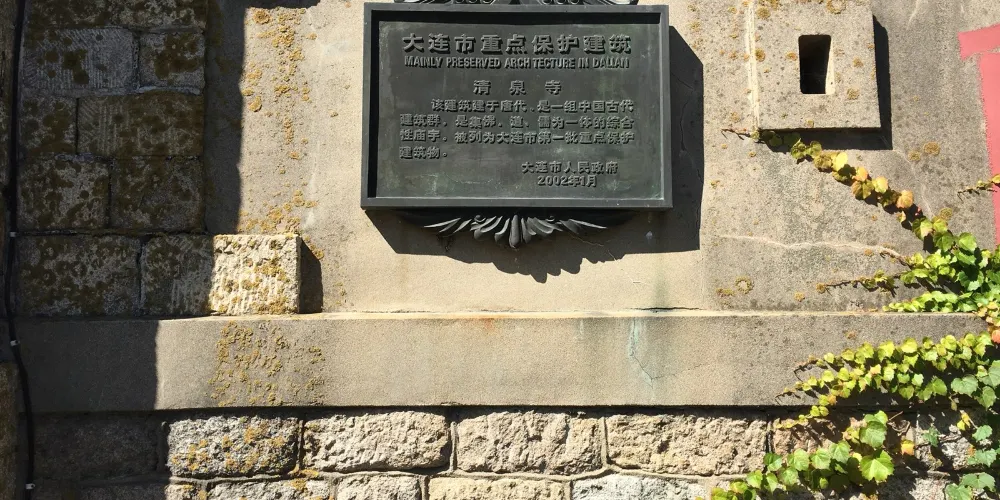 大连市重点保护建筑
MAINLY PRESERVED ARCHITECTURE IN DALIAN
清泉寺
该建筑建于唐代，是一组中国古代
建筑群，是集佛、道、儒为一体的综合
性庙宇，被列为大连市第一批重点保护
建筑物。
大连市人民政府
2002年1月